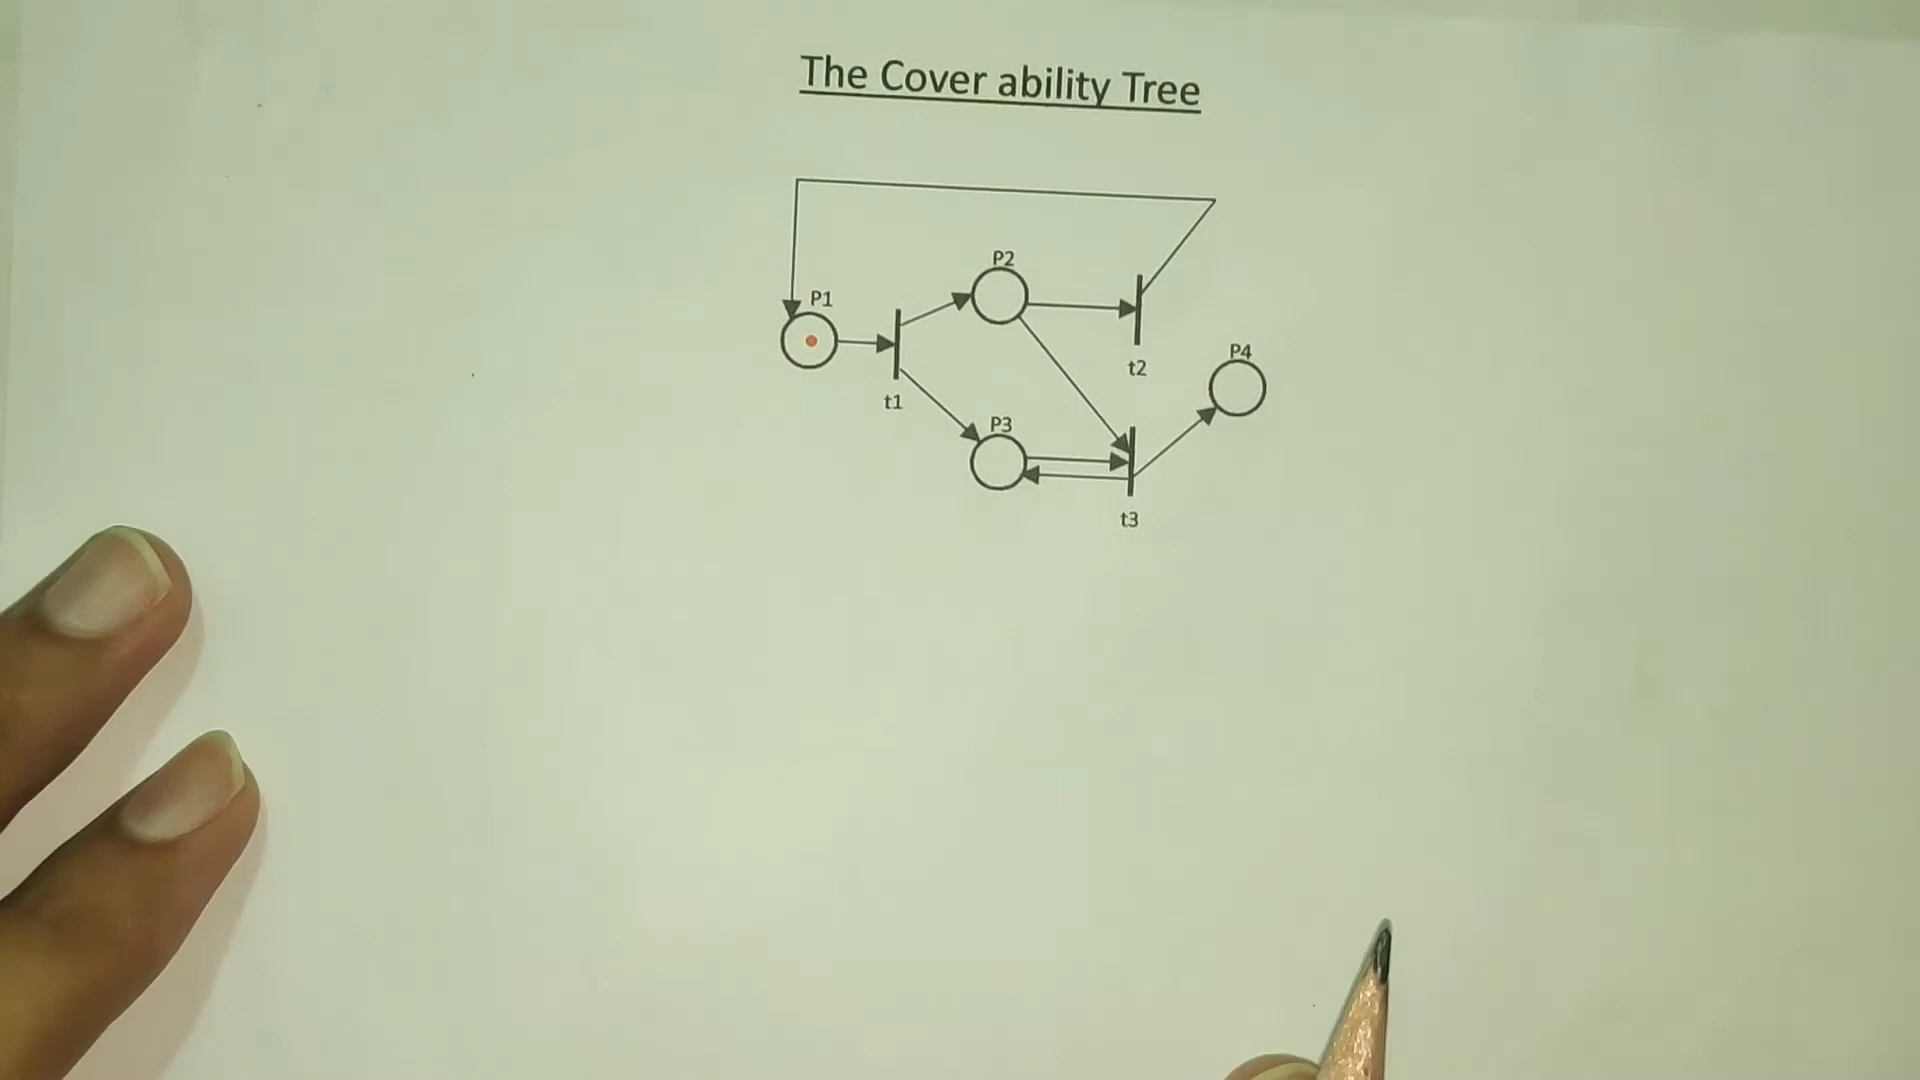 The Cover ability Tree
P2
P1
t2
P4
t1
P3
t3